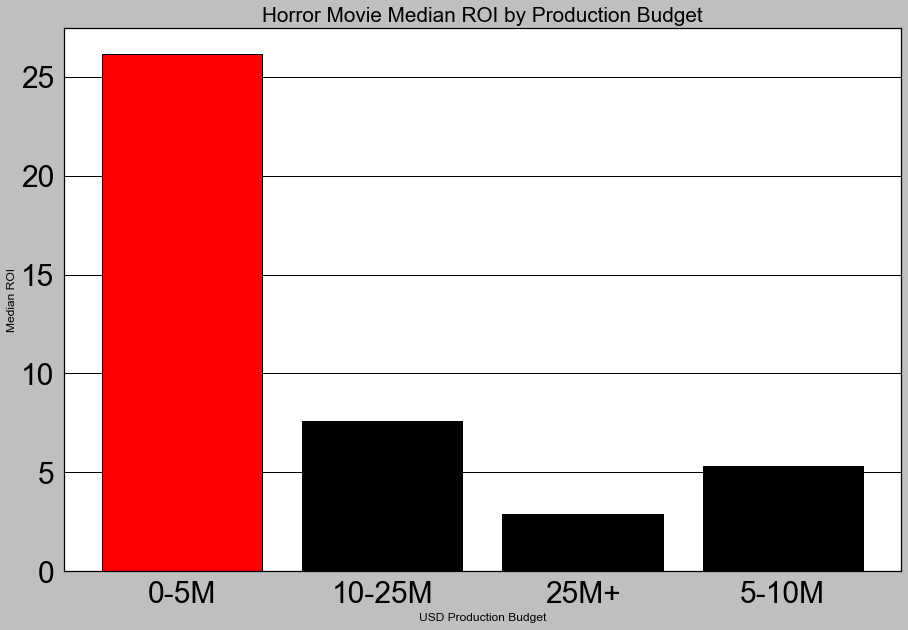 Horror Movie Median ROI by Production Budget
25
20
15
10
5
0
Median ROI
0-5M 10-25M 25M+ 5-10M
USD Production Budget